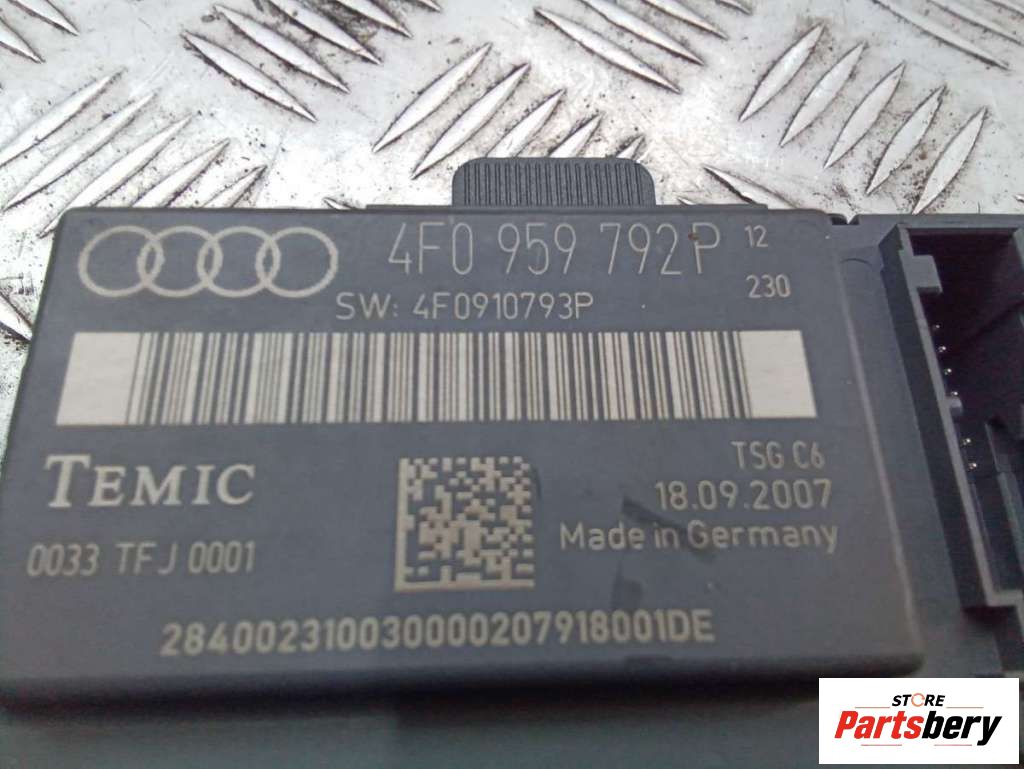 4F0 959 792P 12
230
SW: 4F0910793P
TEMIC
TSG C6
18.09.2007
Made in Germany
0033 TFJ 0001
284002310030000207918001DE
STORE
Partsbery